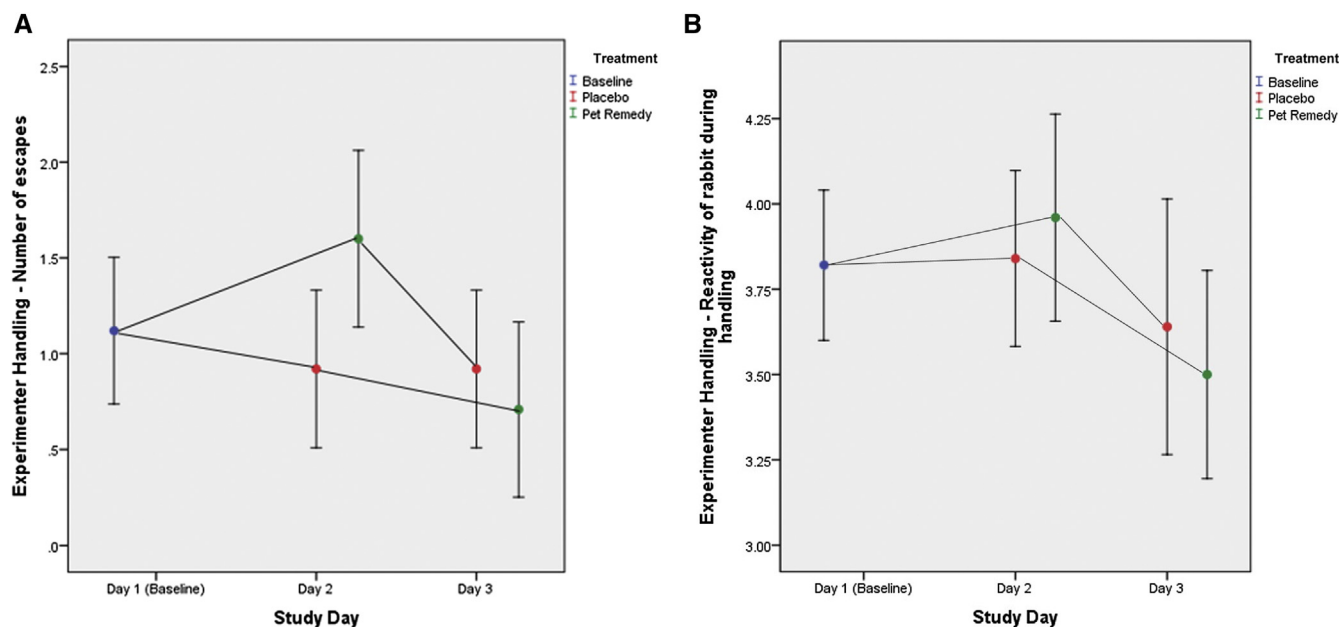 A
Experimenter Handling - Number of escapes
2.5
2.0
1.5
1.0
.5
.0
Day 1 (Baseline)
Day 2
Day 3
Study Day
Treatment
Baseline
Placebo
Pet Remedy
B
Experimenter Handling - Reactivity of rabbit during
handling
4.25
4.00
3.75
3.50
3.25
3.00
Day 1 (Baseline)
Day 2
Day 3
Study Day
Treatment
Baseline
Placebo
Pet Remedy